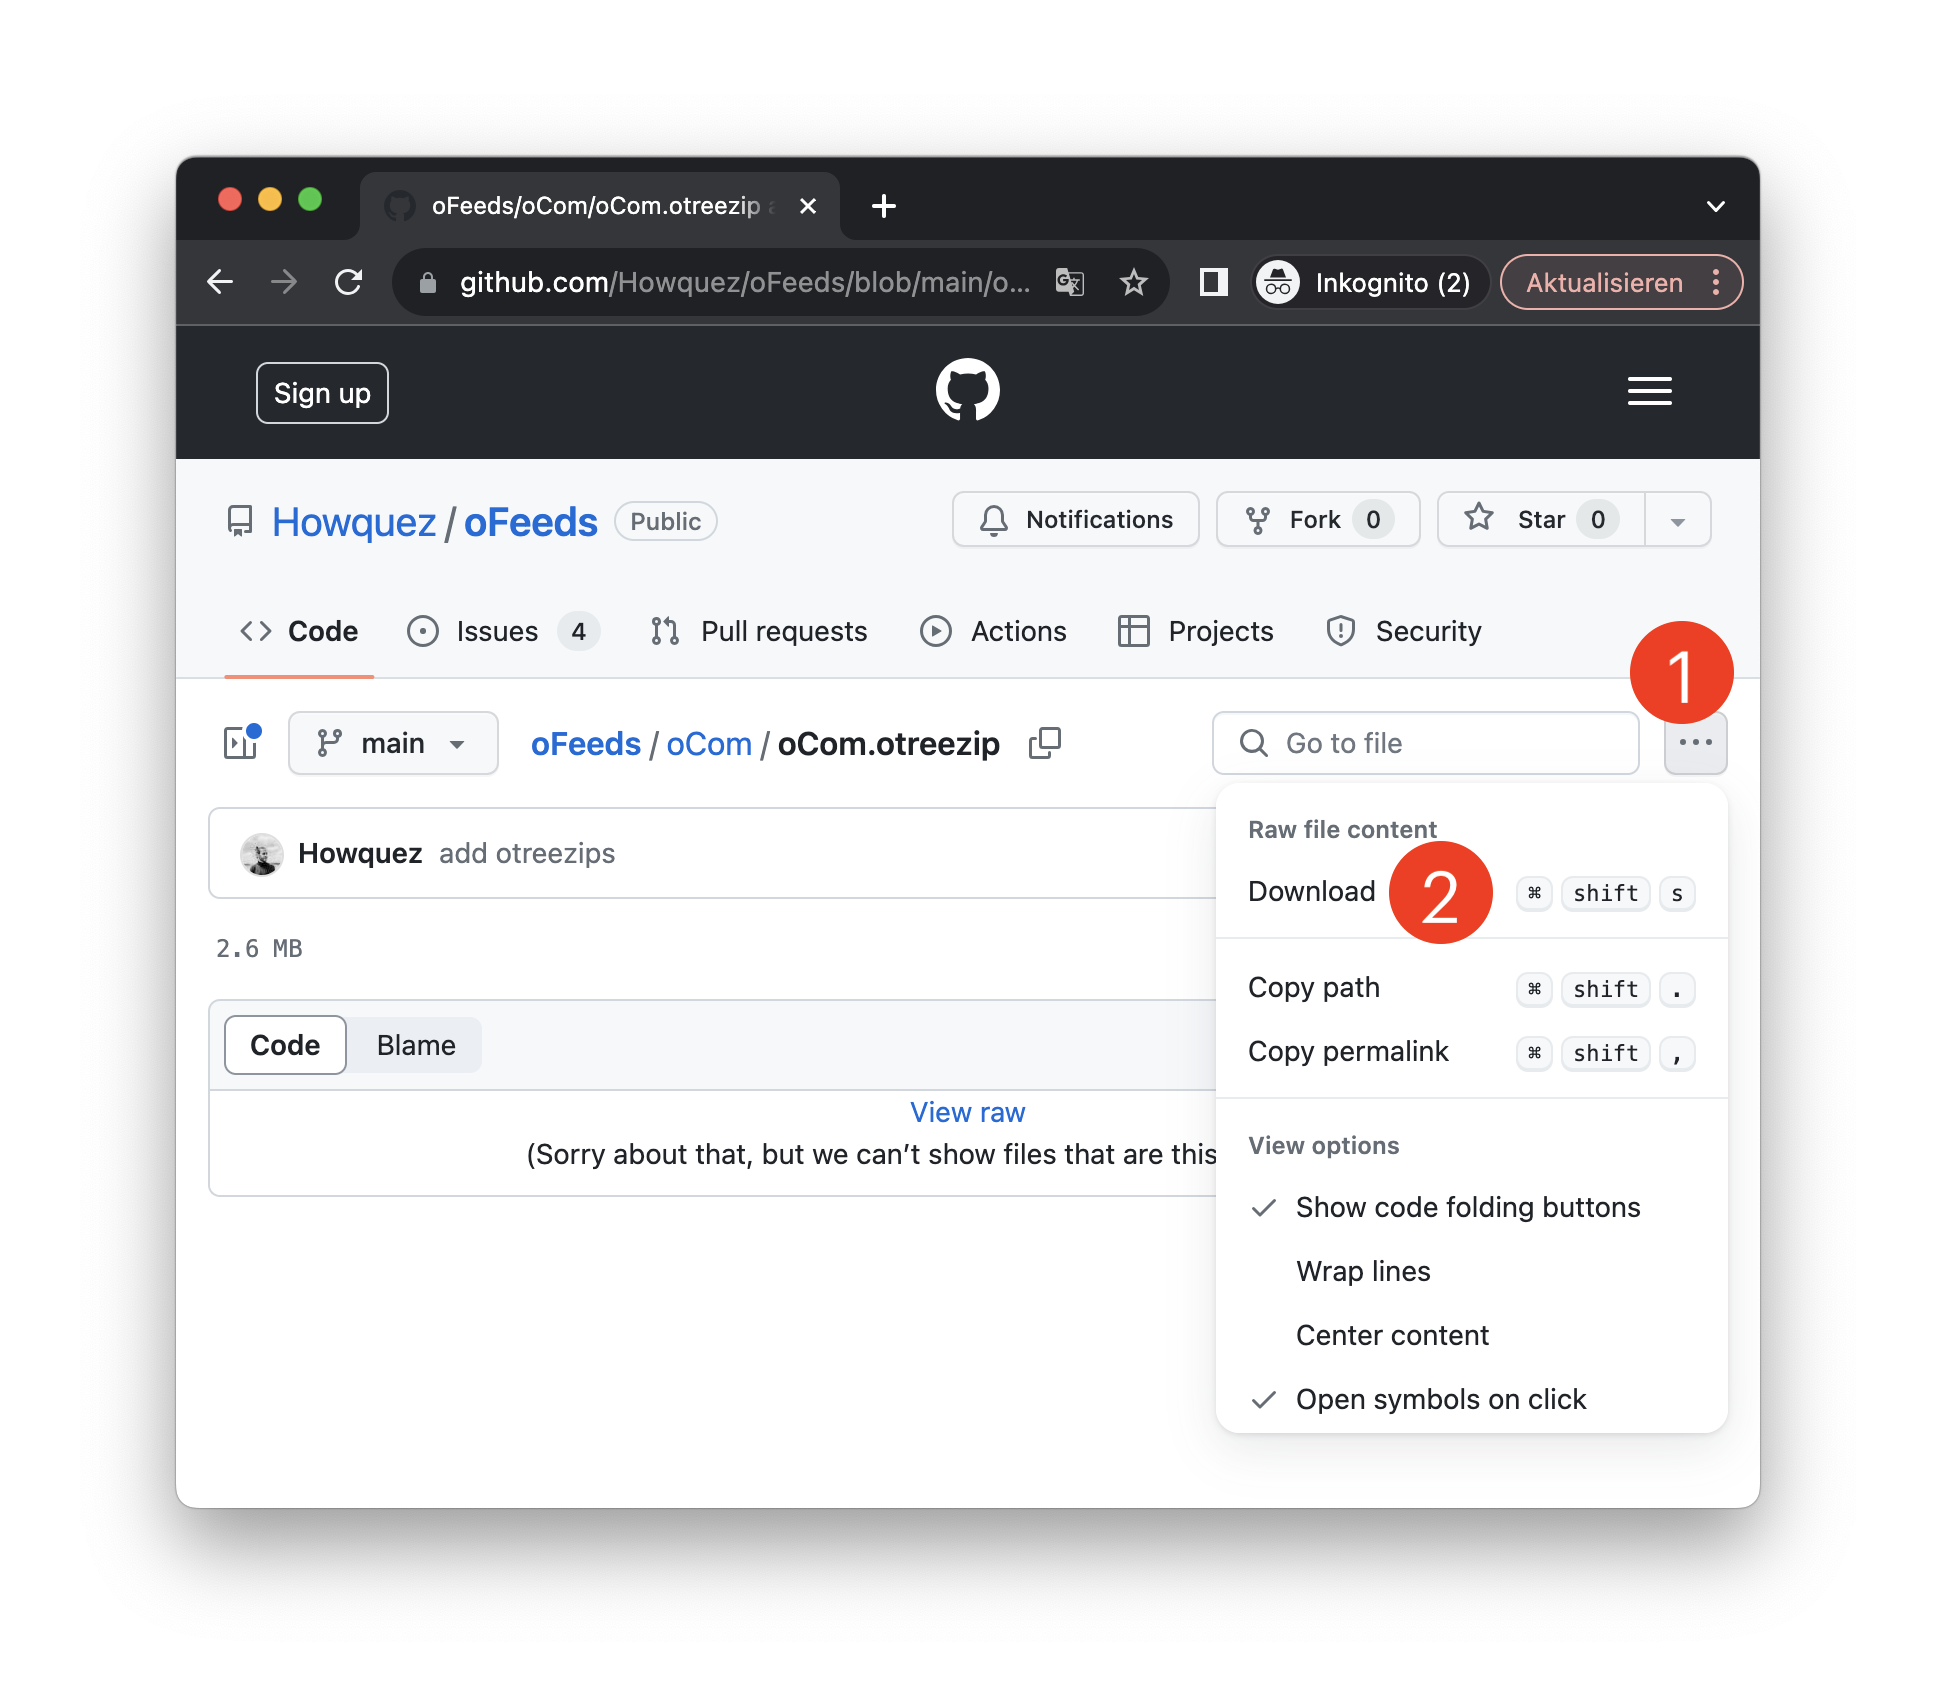 oFeeds/oCom/oCom.otreezip
github.com/Howquez/oFeeds/blob/main/o...
Inkognito (2)
Aktualisieren
Sign up
Howquez / oFeeds Public
Notifications
Fork 0
Star 0
Code
Issues 4
Pull requests
Actions
Projects
Security
1
main
oFeeds / oCom / oCom.otreezip
Go to file
Howquez add otreezips
2.6 MB
Code Blame
View raw
(Sorry about that, but we can’t show files that are this
Raw file content
Download 2 ⌘ shift s
Copy path ⌘ shift .
Copy permalink ⌘ shift ,
View options
Show code folding buttons
Wrap lines
Center content
Open symbols on click